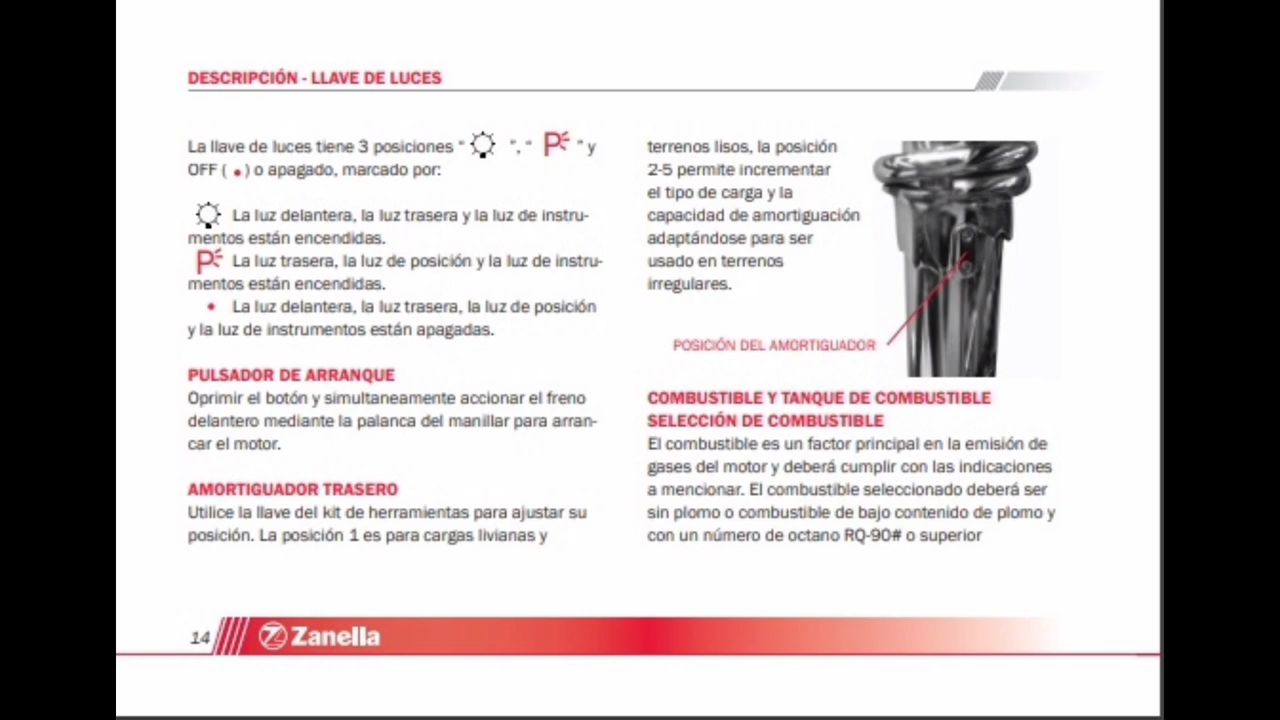 DESCRIPCIÓN - LLAVE DE LUCES
La llave de luces tiene 3 posiciones " ", " P " y
OFF ( • ) o apagado, marcado por:
La luz delantera, la luz trasera y la luz de instru-
mentos están encendidas.
P La luz trasera, la luz de posición y la luz de instru-
mentos están encendidas.
• La luz delantera, la luz trasera, la luz de posición
y la luz de instrumentos están apagadas.
PULSADOR DE ARRANQUE
Oprimir el botón y simultaneamente accionar el freno
delantero mediante la palanca del manillar para arran-
car el motor.
AMORTIGUADOR TRASERO
Utilice la llave del kit de herramientas para ajustar su
posición. La posición 1 es para cargas livianas y
terrenos lisos, la posición
2-5 permite incrementar
el tipo de carga y la
capacidad de amortiguación
adaptándose para ser
usado en terrenos
irregulares.
POSICIÓN DEL AMORTIGUADOR
COMBUSTIBLE Y TANQUE DE COMBUSTIBLE
SELECCIÓN DE COMBUSTIBLE
El combustible es un factor principal en la emisión de
gases del motor y deberá cumplir con las indicaciones
a mencionar. El combustible seleccionado deberá ser
sin plomo o combustible de bajo contenido de plomo y
con un número de octano RQ-90# o superior
14 Zanella